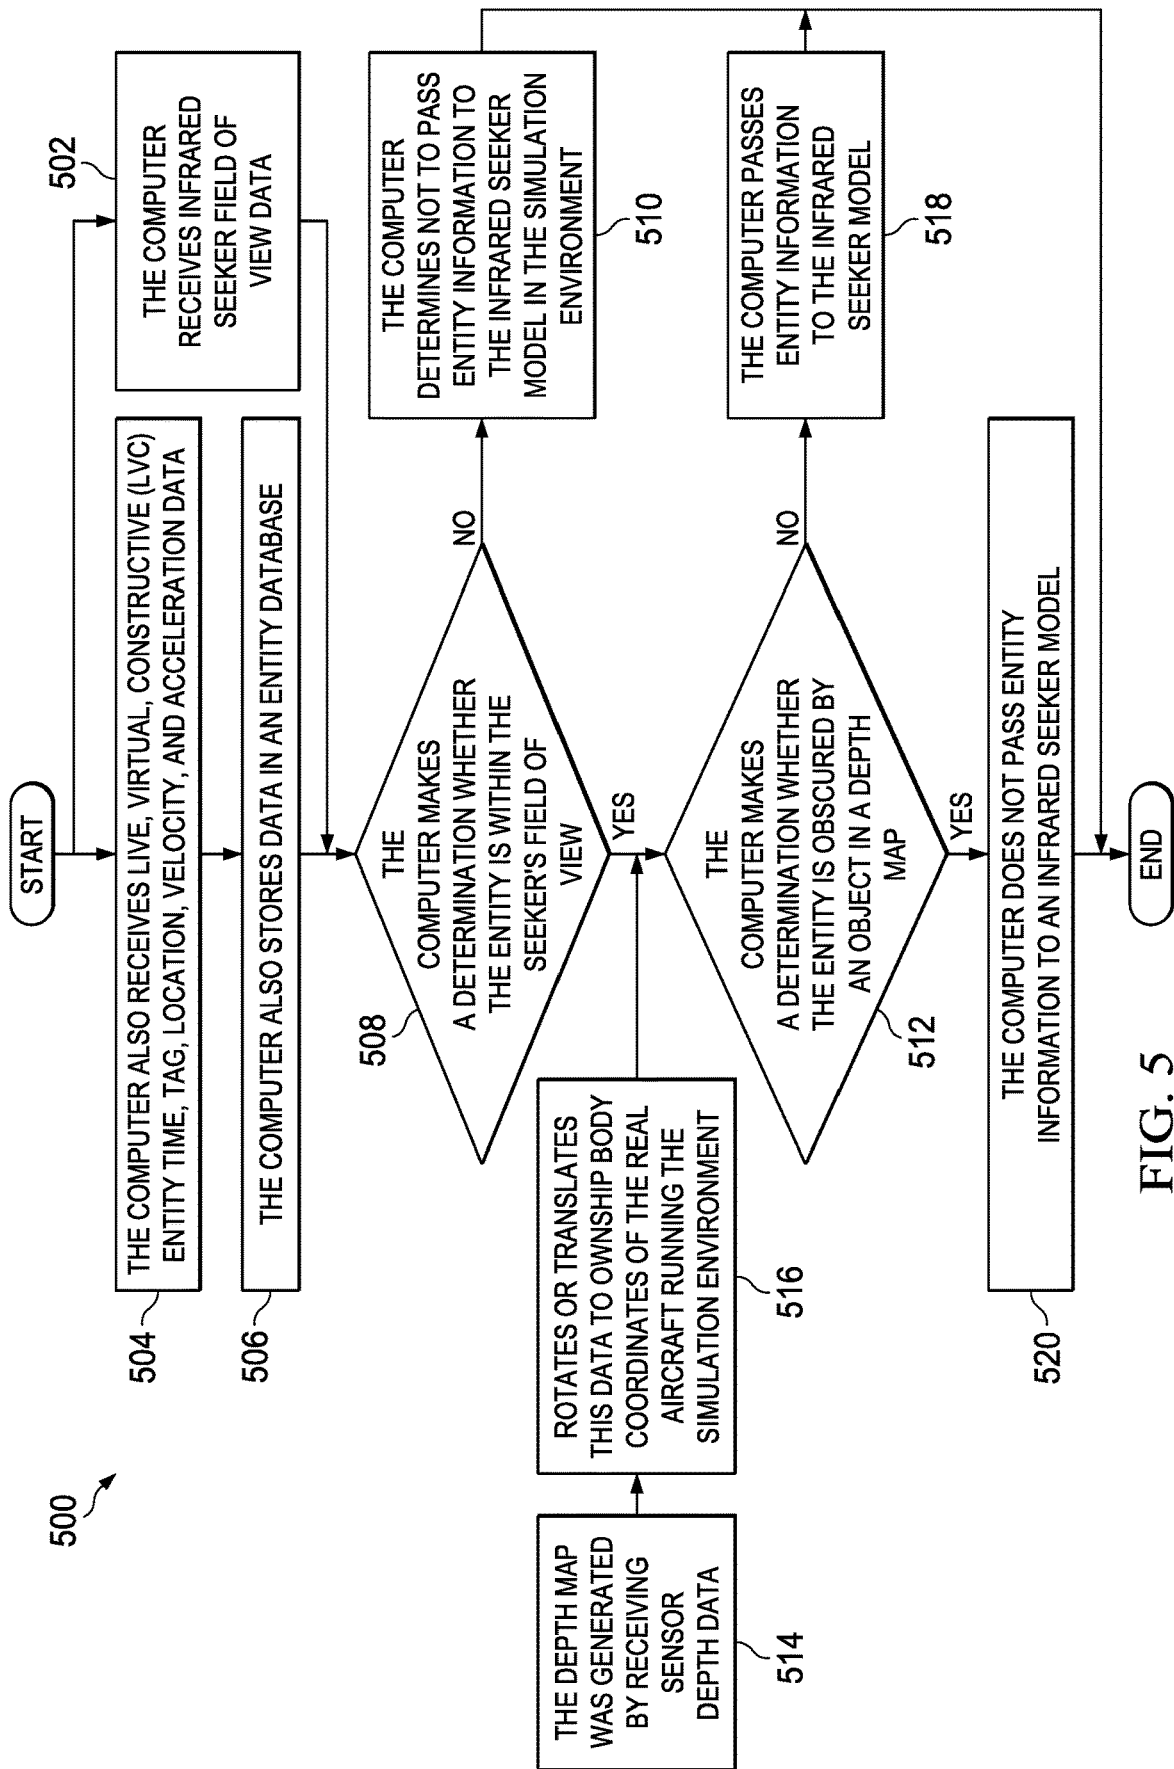 500
START
502
THE COMPUTER
RECEIVES INFRARED
SEEKER FIELD OF
VIEW DATA
504
THE COMPUTER ALSO RECEIVES LIVE, VIRTUAL, CONSTRUCTIVE (LVC)
ENTITY TIME, TAG, LOCATION, VELOCITY, AND ACCELERATION DATA
506
THE COMPUTER ALSO STORES DATA IN AN ENTITY DATABASE
508
THE
COMPUTER MAKES
A DETERMINATION WHETHER
THE ENTITY IS WITHIN THE
SEEKER'S FIELD OF
VIEW
NO
YES
THE COMPUTER
DETERMINES NOT TO PASS
ENTITY INFORMATION TO
THE INFRARED SEEKER
MODEL IN THE SIMULATION
ENVIRONMENT
510
THE DEPTH MAP
WAS GENERATED
BY RECEIVING
SENSOR
DEPTH DATA
514
ROTATES OR TRANSLATES
THIS DATA TO OWNSHIP BODY
COORDINATES OF THE REAL
AIRCRAFT RUNNING THE
SIMULATION ENVIRONMENT
516
THE
COMPUTER MAKES
A DETERMINATION WHETHER
THE ENTITY IS OBSCURED BY
AN OBJECT IN A DEPTH
MAP
512
NO
YES
THE COMPUTER PASSES
ENTITY INFORMATION
TO THE INFRARED
SEEKER MODEL
518
THE COMPUTER DOES NOT PASS ENTITY
INFORMATION TO AN INFRARED SEEKER MODEL
520
END
FIG. 5